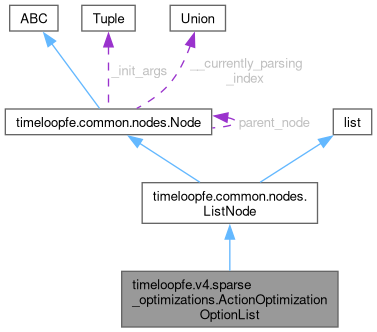 ABC
Tuple
Union
_init_args
__currently_parsing
_index
timeloopfe.common.nodes.Node
parent_node
list
timeloopfe.common.nodes.
ListNode
timeloopfe.v4.sparse
_optimizations.ActionOptimization
OptionList